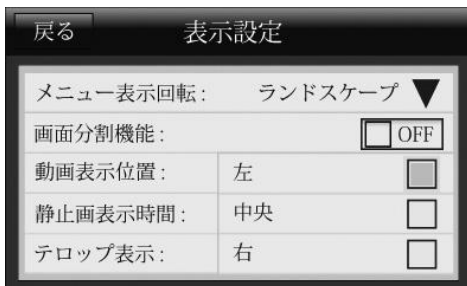 戻る 表示設定
メニュー表示回転: ランドスケープ ▼
画面分割機能: OFF
動画表示位置: 左
静止画表示時間: 中央
テロップ表示: 右